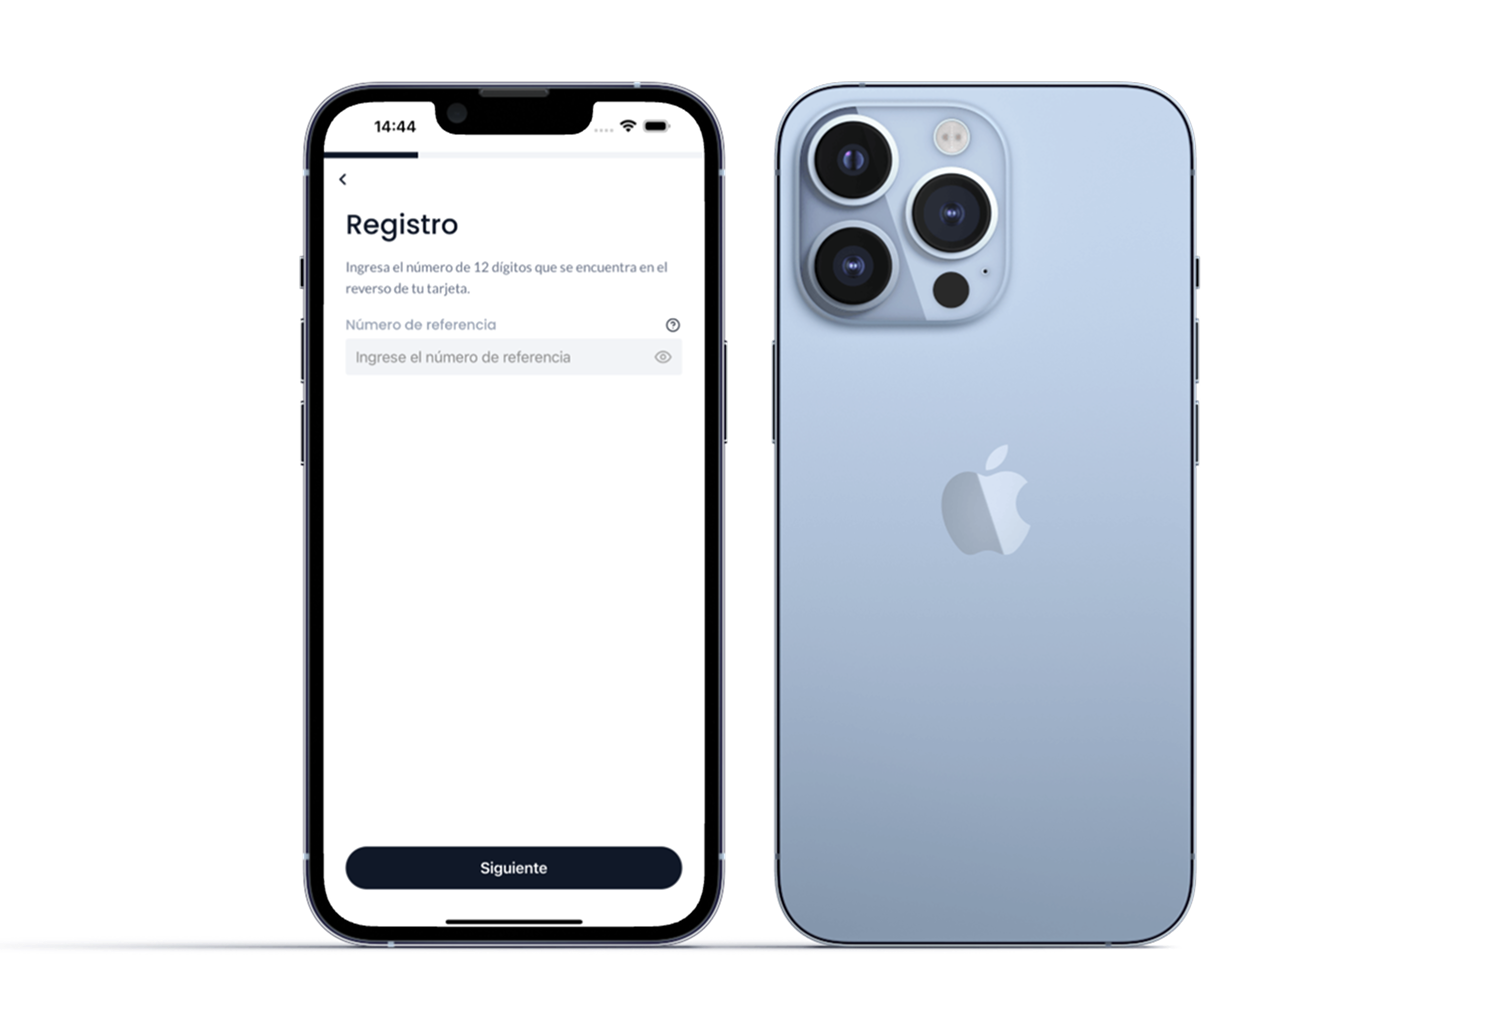 14:44
Registro
Ingresa el número de 12 dígitos que se encuentra en el
reverso de tu tarjeta.
Número de referencia
Ingrese el número de referencia
Siguiente